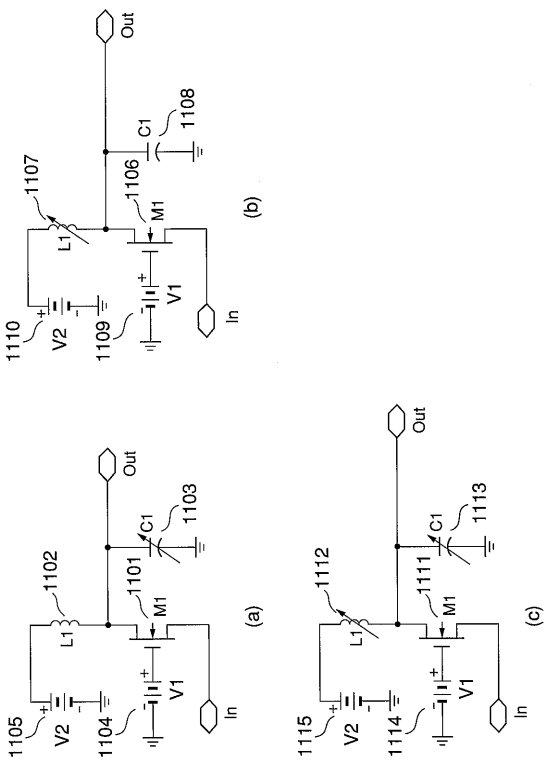 1105
+
-
V2
1102
L1
1104
-
+
V1
1101
M1
C1
1103
In
Out
(a)
1110
+
-
V2
1107
L1
1109
-
+
V1
1106
M1
C1
1108
In
Out
(b)
1115
+
-
V2
1112
L1
1114
-
+
V1
1111
M1
C1
1113
In
Out
(c)